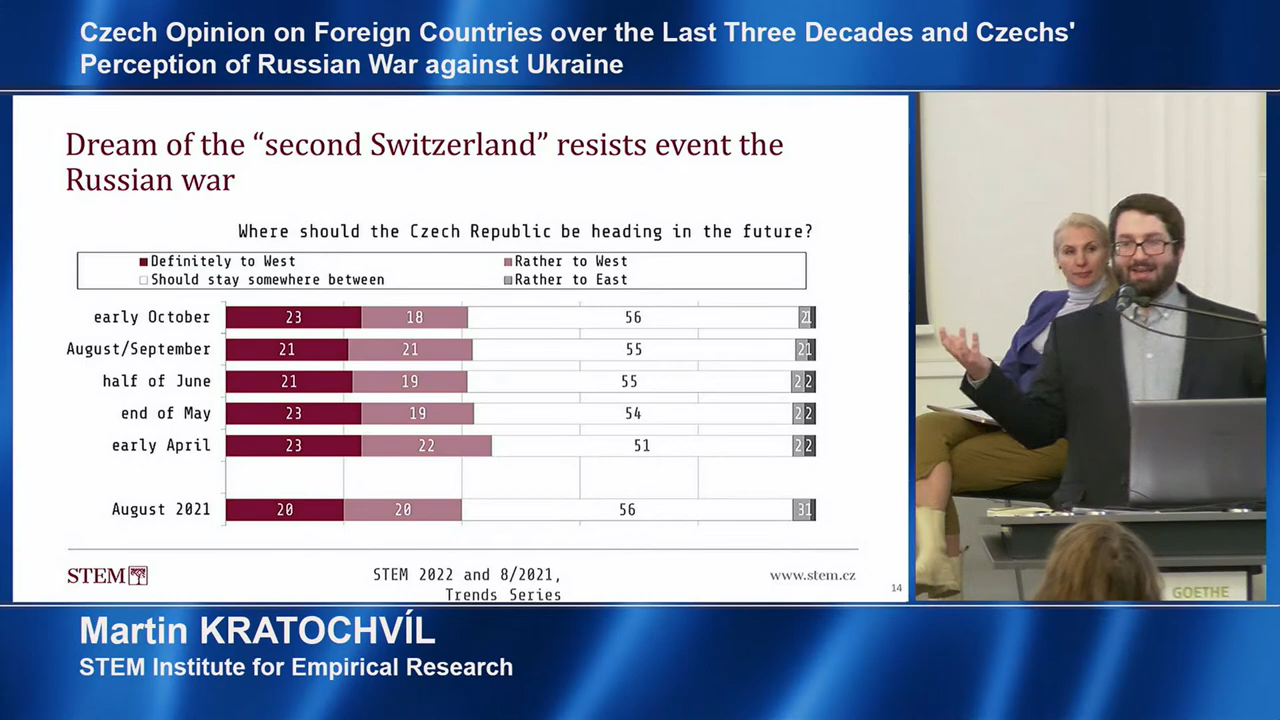 Czech Opinion on Foreign Countries over the Last Three Decades and Czechs'
Perception of Russian War against Ukraine
Dream of the “second Switzerland” resists event the
Russian war
Where should the Czech Republic be heading in the future?
Definitely to West
Rather to West
Should stay somewhere between
Rather to East
early October 23 18 56 2 1
August/September 21 21 55 2 1
half of June 21 19 55 2 2
end of May 23 19 54 2 2
early April 23 22 51 2 2
August 2021 20 20 56 3 1
STEM
STEM 2022 and 8/2021,
Trends Series
www.stem.cz
14
GOETHE
Martin KRATOCHVÍL
STEM Institute for Empirical Research